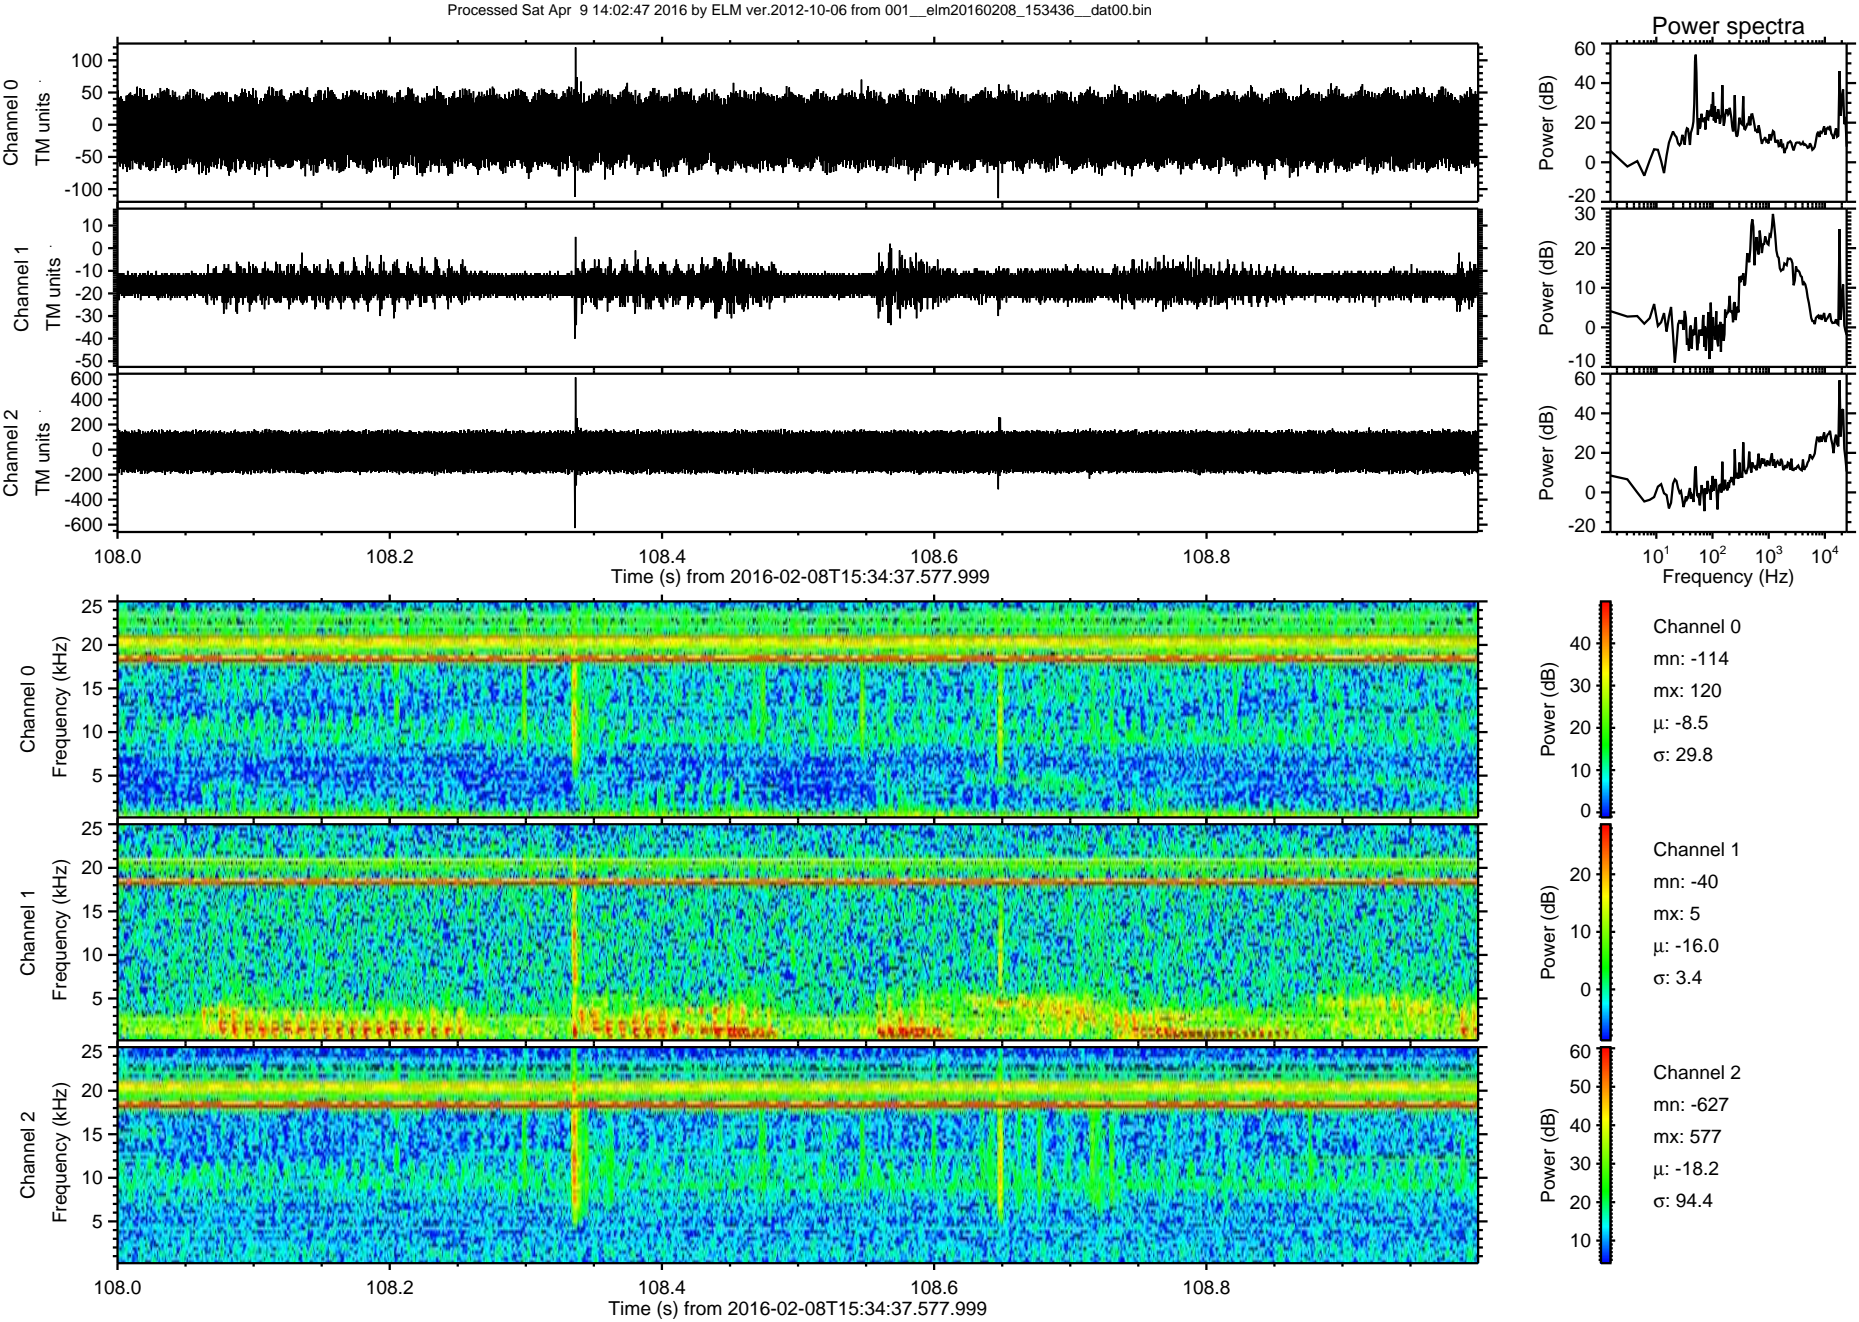 Processed Sat Apr  9 14:02:47 2016 by ELM ver.2012-10-06 from 001__elm20160208_153436__dat00.bin
Power spectra
Channel 0
TM units
100
50
0
-50
-100
Power (dB)
60
40
20
0
-20
Channel 1
TM units
10
0
-10
-20
-30
-40
-50
Power (dB)
30
20
10
0
-10
Channel 2
TM units
600
400
200
0
-200
-400
-600
Power (dB)
60
40
20
0
-20
108.0 108.2 108.4 108.6 108.8
Time (s) from 2016-02-08T15:34:37.577.999
10^1 10^2 10^3 10^4
Frequency (Hz)
Channel 0
Frequency (kHz)
25
20
15
10
5
Power (dB)
40
30
20
10
0
Channel 0
mn: -114
mx: 120
μ: -8.5
σ: 29.8
Channel 1
Frequency (kHz)
25
20
15
10
5
Power (dB)
20
10
0
Channel 1
mn: -40
mx: 5
μ: -16.0
σ: 3.4
Channel 2
Frequency (kHz)
25
20
15
10
5
Power (dB)
60
50
40
30
20
10
Channel 2
mn: -627
mx: 577
μ: -18.2
σ: 94.4
108.0 108.2 108.4 108.6 108.8
Time (s) from 2016-02-08T15:34:37.577.999